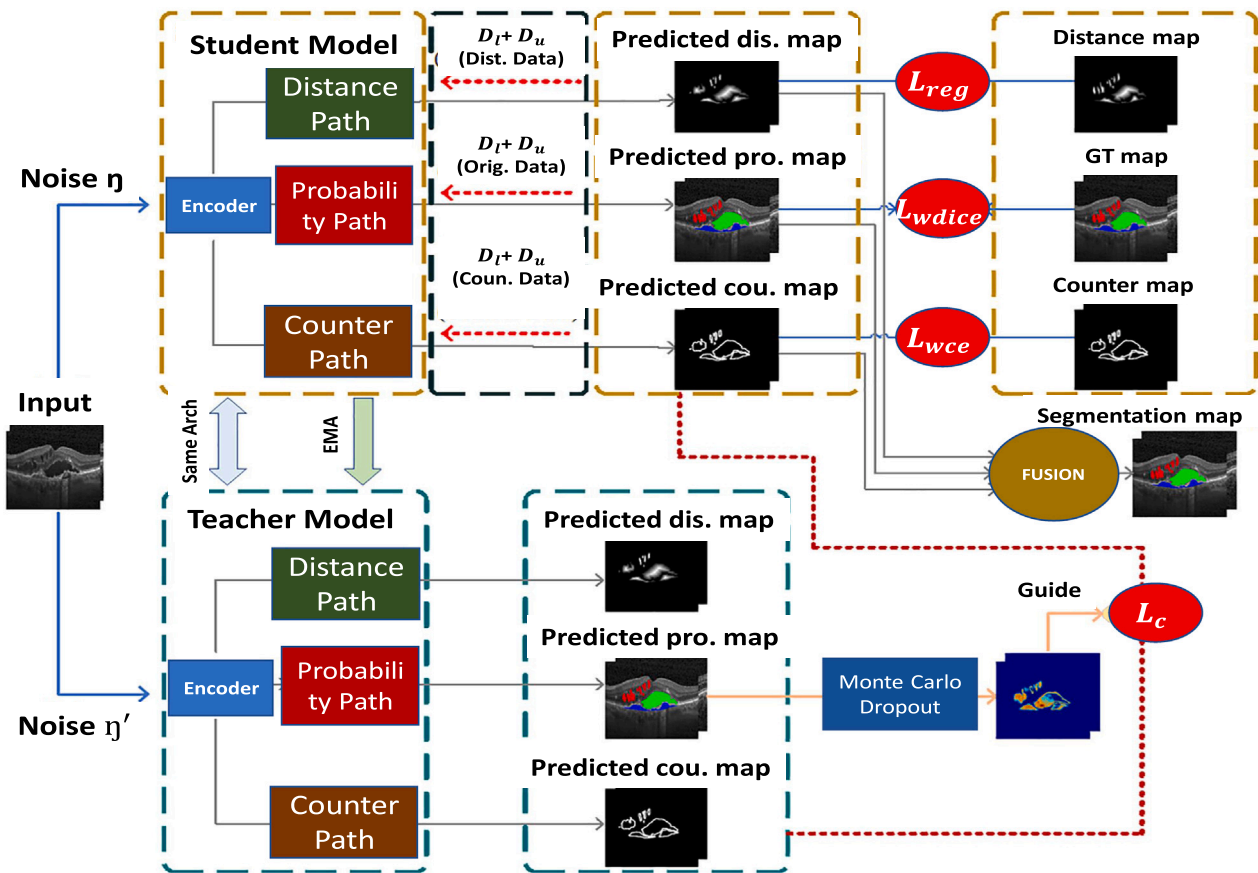 Student Model
Distance
Path
Probabili
ty Path
Counter
Path
Encoder
Noise ŋ
Input
Noise ŋ′
D_l + D_u
(Dist. Data)
D_l + D_u
(Orig. Data)
D_l + D_u
(Coun. Data)
Predicted dis. map
Predicted pro. map
Predicted cou. map
L_reg
L_wdice
L_wce
Distance map
GT map
Counter map
Segmentation map
FUSION
Same Arch
EMA
Teacher Model
Distance
Path
Probabili
ty Path
Counter
Path
Encoder
Predicted dis. map
Predicted pro. map
Predicted cou. map
Monte Carlo
Dropout
Guide
L_c